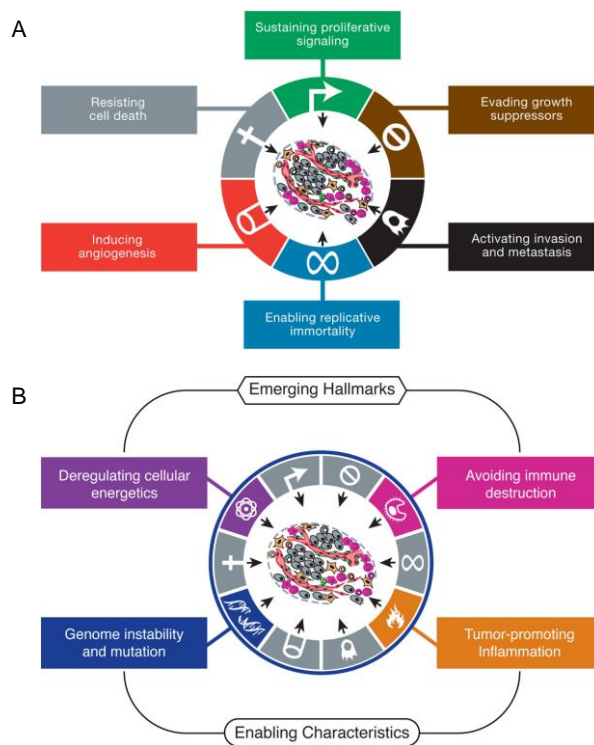 A
Sustaining proliferative
signaling
Resisting
cell death
Evading growth
suppressors
Inducing
angiogenesis
Activating invasion
and metastasis
Enabling replicative
immortality
B
Emerging Hallmarks
Deregulating cellular
energetics
Avoiding immune
destruction
Genome instability
and mutation
Tumor-promoting
Inflammation
Enabling Characteristics